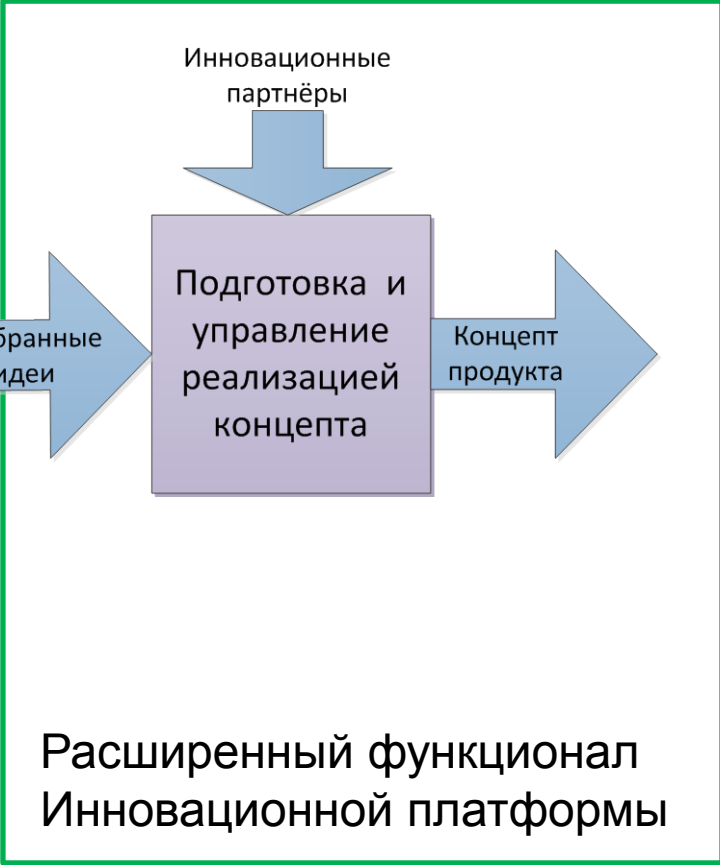 Инновационные
партнёры
Подготовка и
управление
реализацией
концепта
идеи
Концепт
продукта
Расширенный функционал
Инновационной платформы